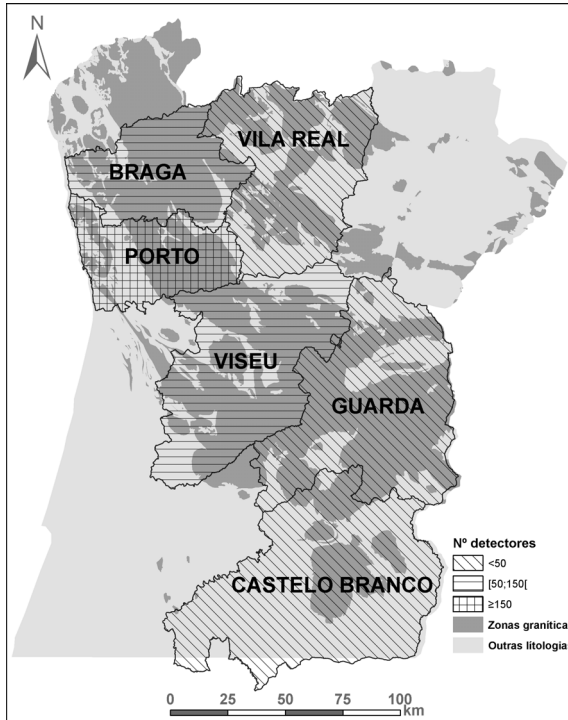 N
VILA REAL
BRAGA
PORTO
VISEU
GUARDA
CASTELO BRANCO
Nº detectores
<50
[50;150[
≥150
Zonas granítica
Outras litologia
0 25 50 75 100
km